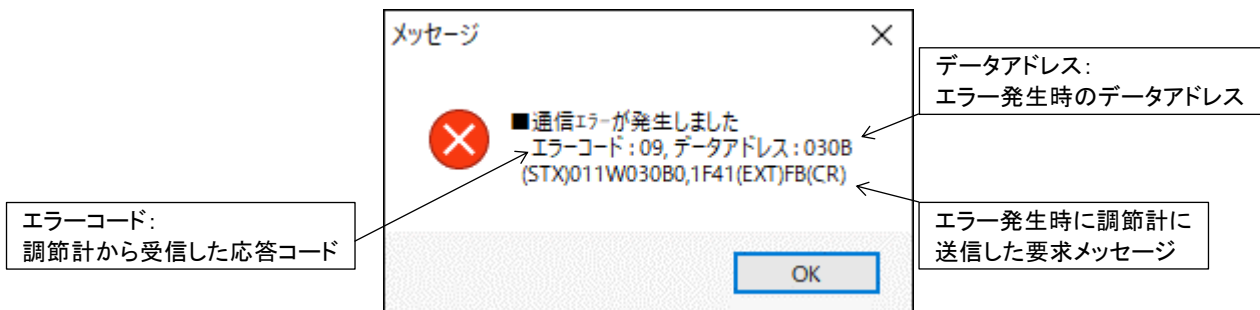 メッセージ
データアドレス：
エラー発生時のデータアドレス
■通信ｴﾗｰが発生しました
エラーコード：09，データアドレス：030B
(STX)011W030B0,1F41(EXT)FB(CR)
エラーコード：
調節計から受信した応答コード
エラー発生時に調節計に
送信した要求メッセージ
OK